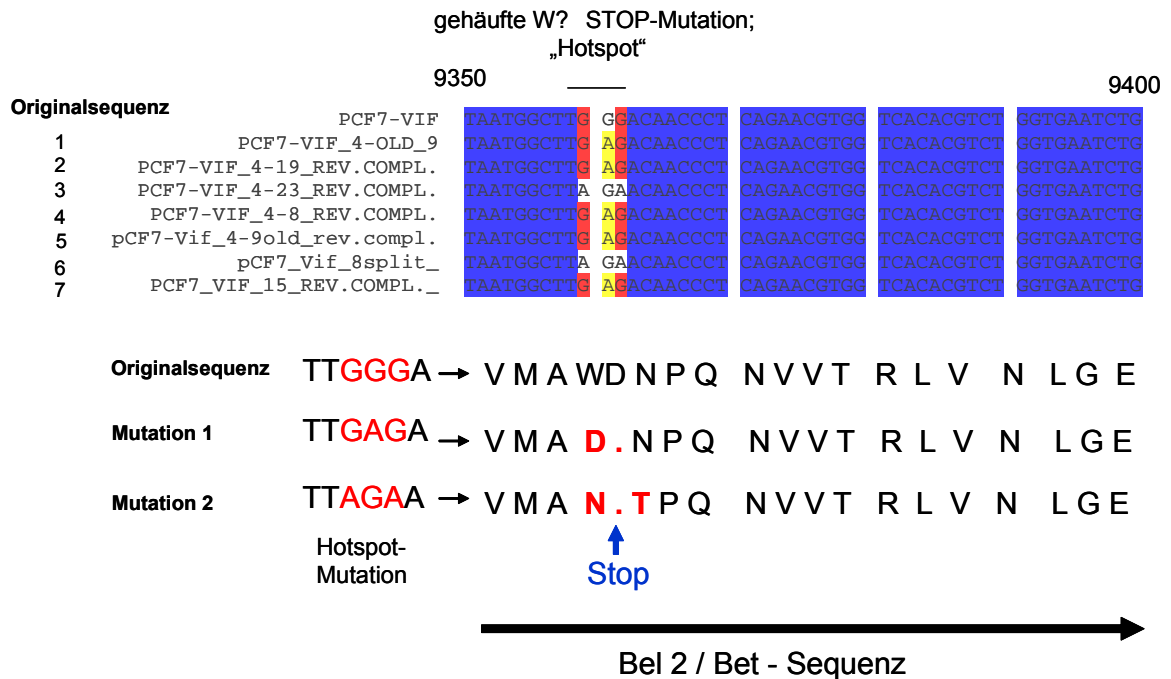 gehäufte W? STOP-Mutation;
„Hotspot“
9350 9400
Originalsequenz PCF7-VIF TAATGGCTTG GGACAACCCT CAGAACGTGG TCACACGTCT GGTGAATCTG
1 PCF7-VIF_4-OLD_9 TAATGGCTTG AGACAACCCT CAGAACGTGG TCACACGTCT GGTGAATCTG
2 PCF7-VIF_4-19_REV.COMPL. TAATGGCTTG AGACAACCCT CAGAACGTGG TCACACGTCT GGTGAATCTG
3 PCF7-VIF_4-23_REV.COMPL. TAATGGCTTA GAACAACCCT CAGAACGTGG TCACACGTCT GGTGAATCTG
4 PCF7-VIF_4-8_REV.COMPL. TAATGGCTTG AGACAACCCT CAGAACGTGG TCACACGTCT GGTGAATCTG
5 pCF7-Vif_4-9old_rev.compl. TAATGGCTTG AGACAACCCT CAGAACGTGG TCACACGTCT GGTGAATCTG
6 pCF7_Vif_8split_ TAATGGCTTA GAACAACCCT CAGAACGTGG TCACACGTCT GGTGAATCTG
7 PCF7_VIF_15_REV.COMPL._ TAATGGCTTG AGACAACCCT CAGAACGTGG TCACACGTCT GGTGAATCTG
Originalsequenz TTGGGA → V M A W D N P Q N V V T R L V N L G E
Mutation 1 TTGAGA → V M A D . N P Q N V V T R L V N L G E
Mutation 2 TTAGAA → V M A N . T P Q N V V T R L V N L G E
Hotspot-
Mutation
Stop
Bel 2 / Bet - Sequenz